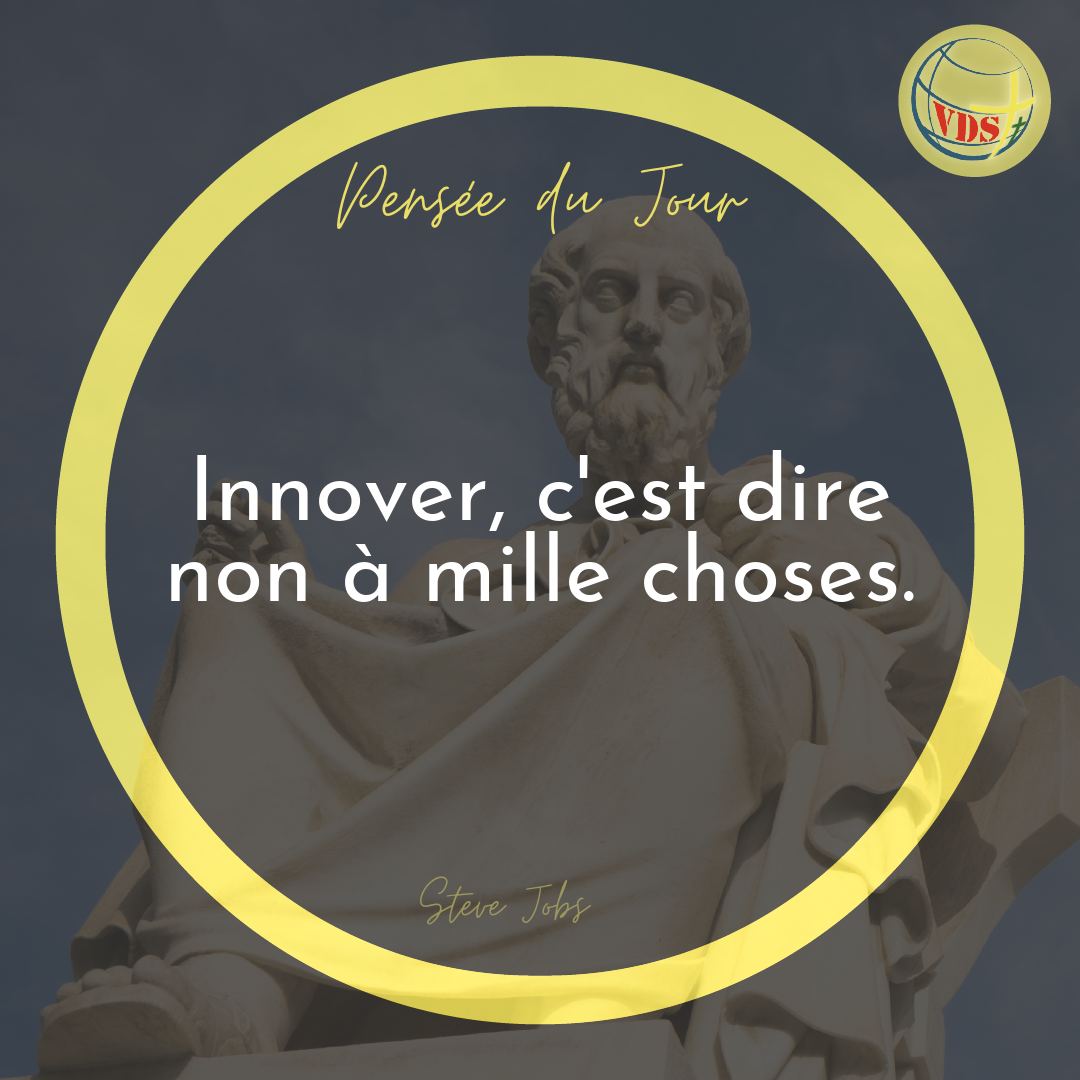 VDS
Pensée du Jour
Innover, c'est dire
non à mille choses.
Steve Jobs